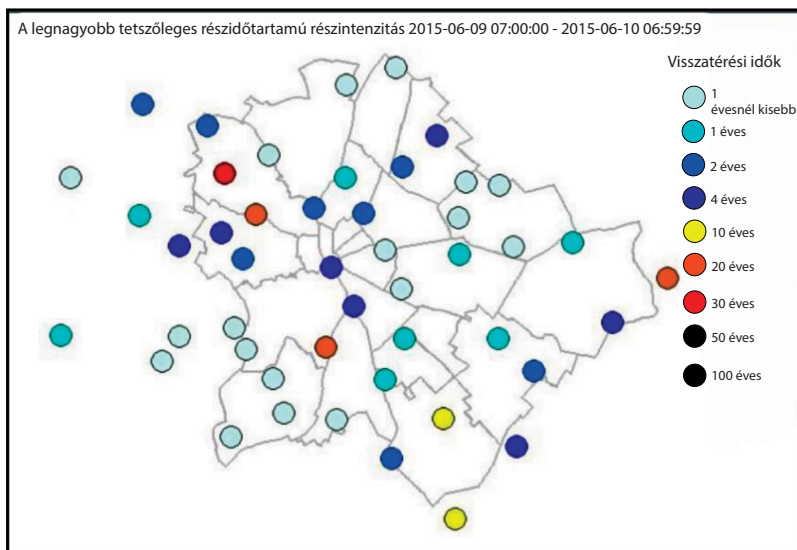 A legnagyobb tetszőleges részidőtartamú részintenzitás 2015-06-09 07:00:00 - 2015-06-10 06:59:59
Visszatérési idők
1
évesnél kisebb
1 éves
2 éves
4 éves
10 éves
20 éves
30 éves
50 éves
100 éves